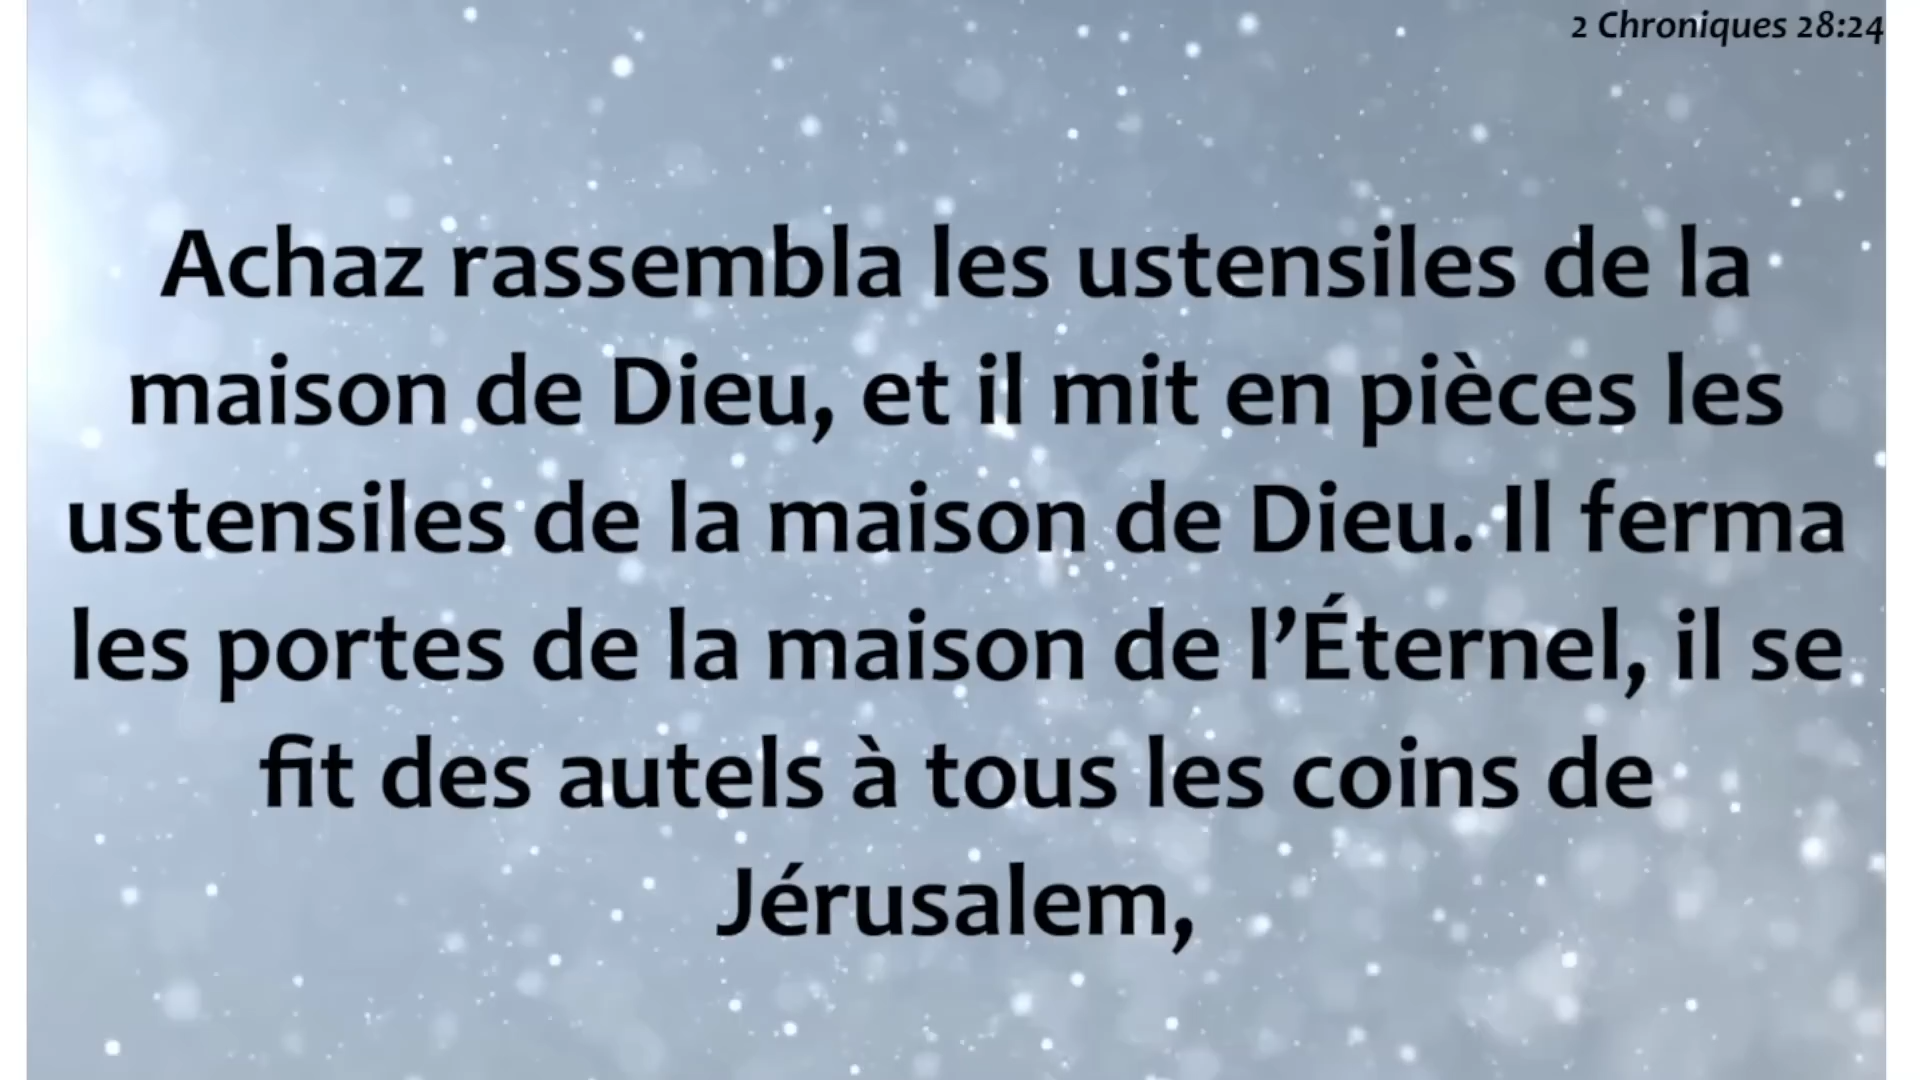 2 Chroniques 28:24
Achaz rassembla les ustensiles de la
maison de Dieu, et il mit en pièces les
ustensiles de la maison de Dieu. Il ferma
les portes de la maison de l’Éternel, il se
fit des autels à tous les coins de
Jérusalem,